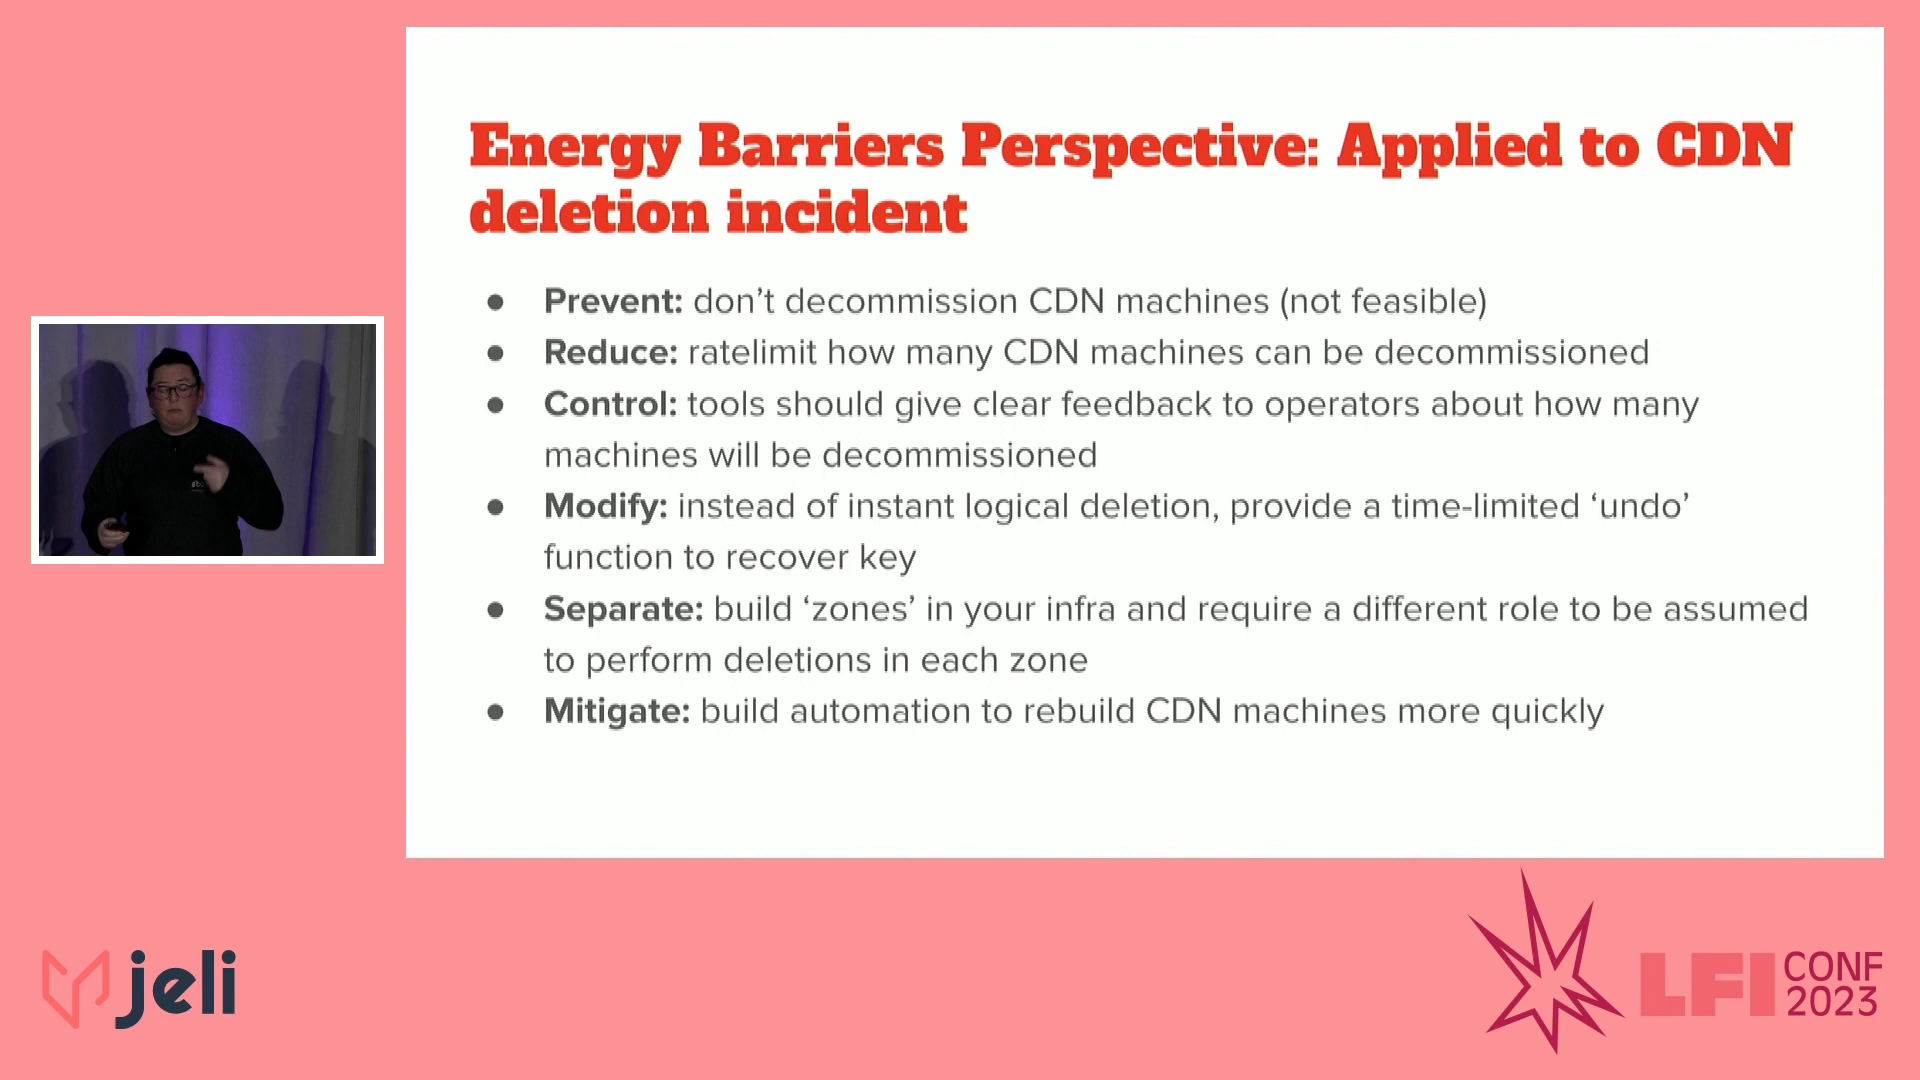 Energy Barriers Perspective: Applied to CDN
deletion incident
● Prevent: don’t decommission CDN machines (not feasible)
● Reduce: ratelimit how many CDN machines can be decommissioned
● Control: tools should give clear feedback to operators about how many
machines will be decommissioned
● Modify: instead of instant logical deletion, provide a time-limited ‘undo’
function to recover key
● Separate: build ‘zones’ in your infra and require a different role to be assumed
to perform deletions in each zone
● Mitigate: build automation to rebuild CDN machines more quickly
jeli
LFI CONF
2023